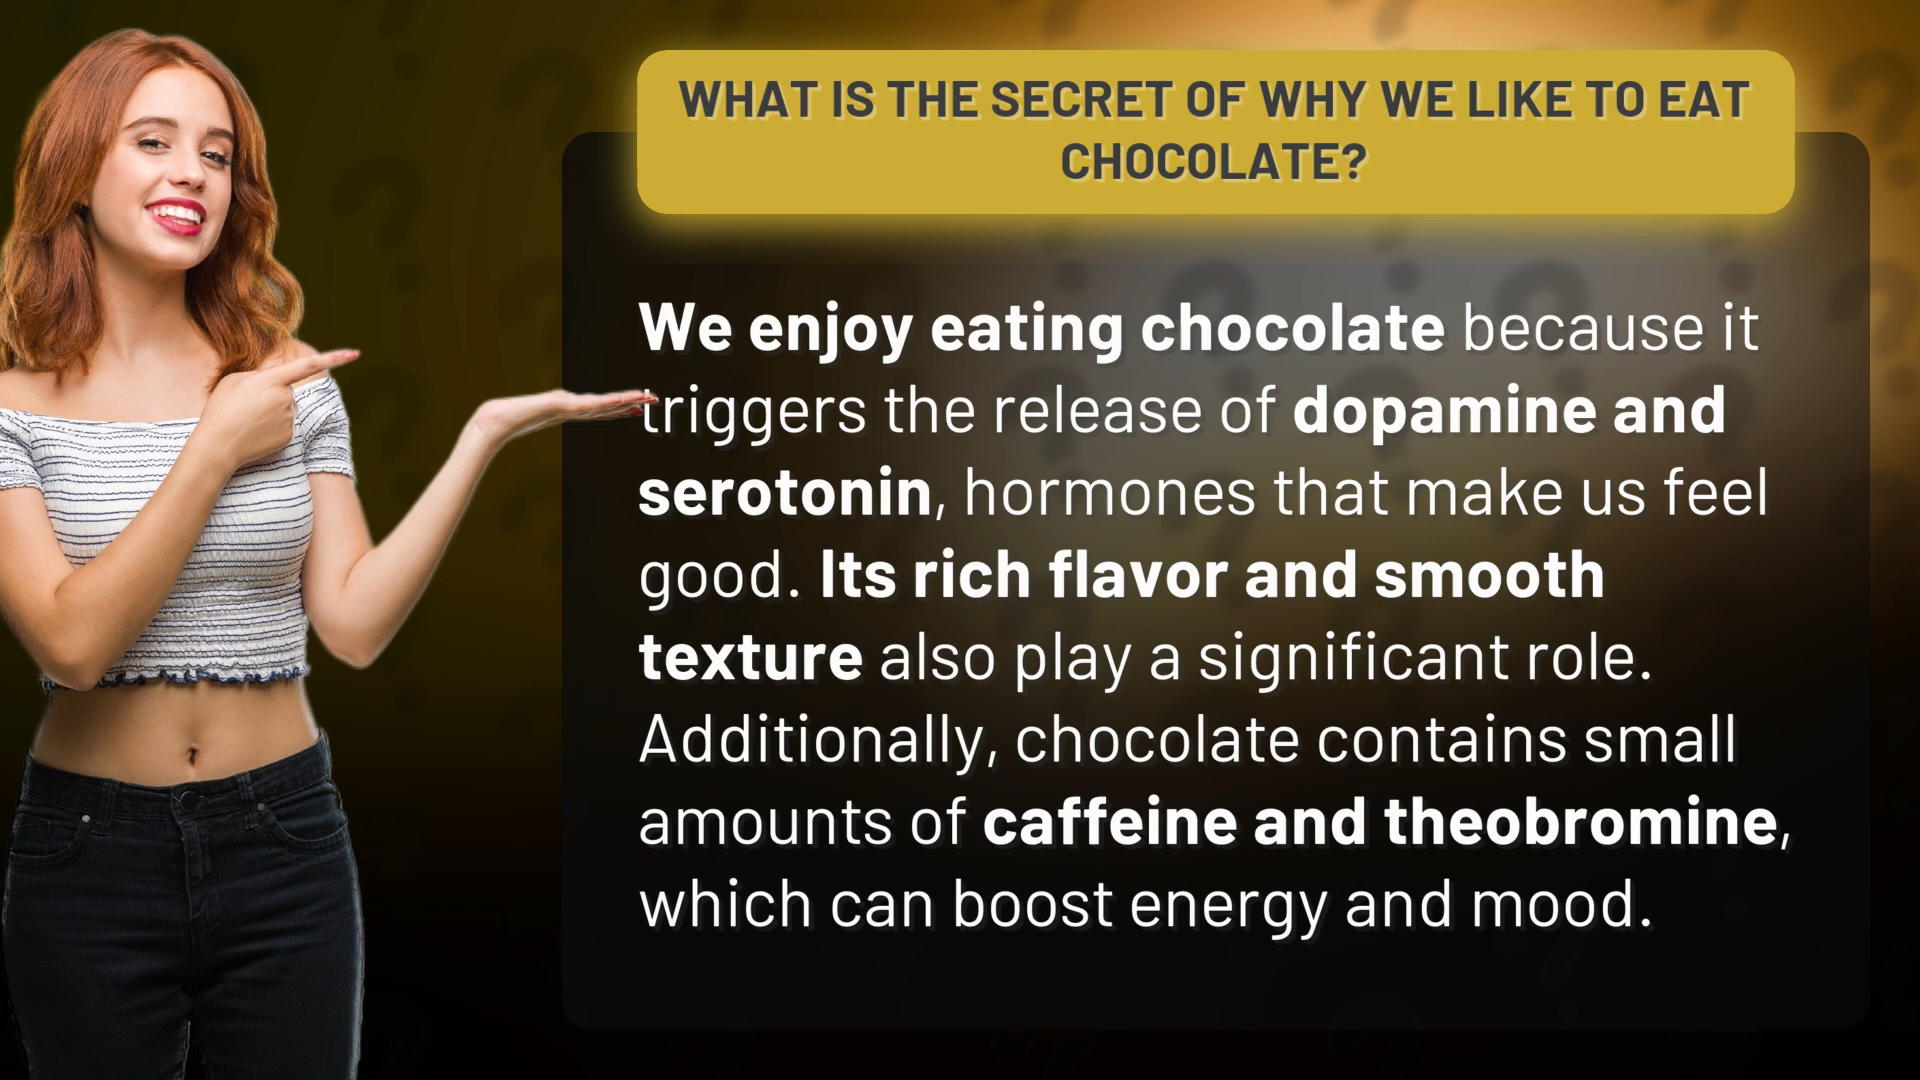 WHAT IS THE SECRET OF WHY WE LIKE TO EAT
CHOCOLATE?
We enjoy eating chocolate because it
triggers the release of dopamine and
serotonin, hormones that make us feel
good. Its rich flavor and smooth
texture also play a significant role.
Additionally, chocolate contains small
amounts of caffeine and theobromine,
which can boost energy and mood.